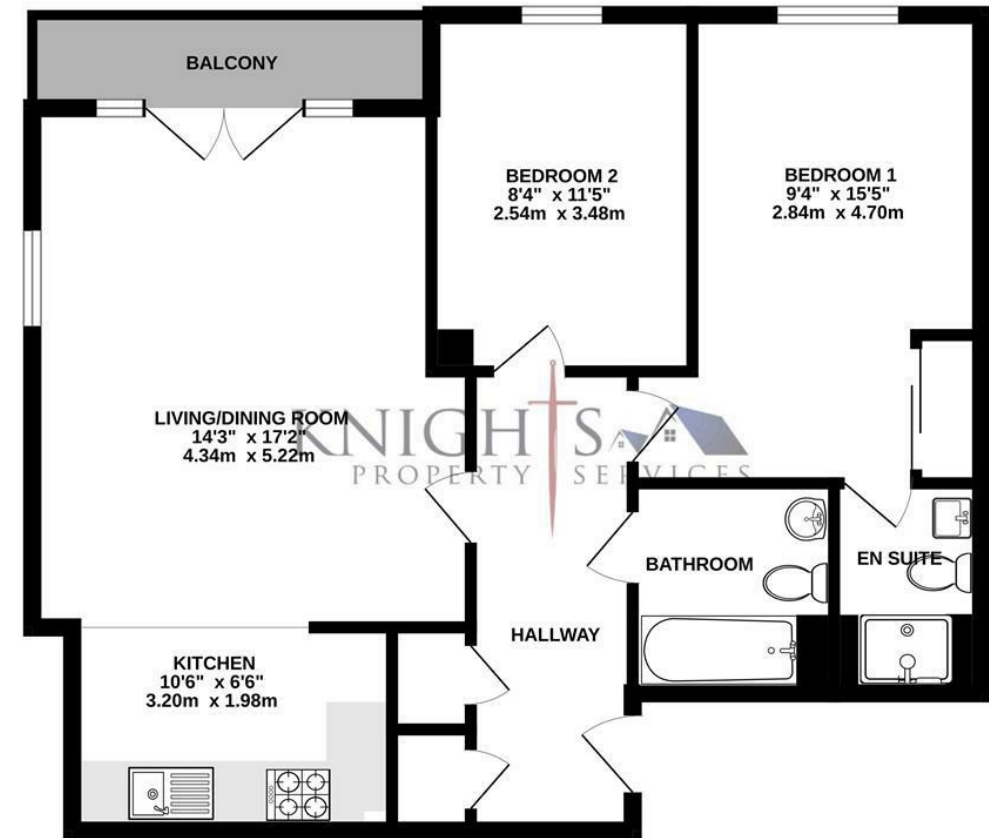 BALCONY
BEDROOM 2
8'4" x 11'5"
2.54m x 3.48m
BEDROOM 1
9'4" x 15'5"
2.84m x 4.70m
LIVING/DINING ROOM
14'3" x 17'2"
4.34m x 5.22m
KNIGHTS
PROPERTY SERVICES
BATHROOM
EN SUITE
HALLWAY
KITCHEN
10'6" x 6'6"
3.20m x 1.98m